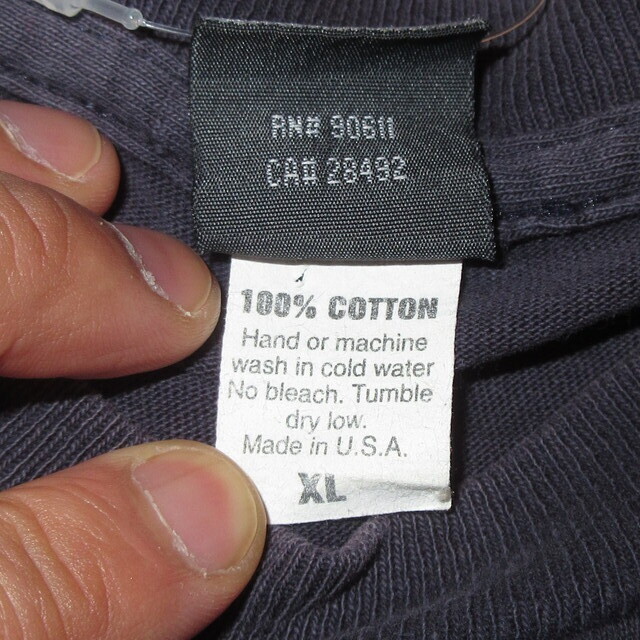 RN# 90611
CA# 28492
100% COTTON
Hand or machine
wash in cold water
No bleach. Tumble
dry low.
Made in U.S.A.
XL